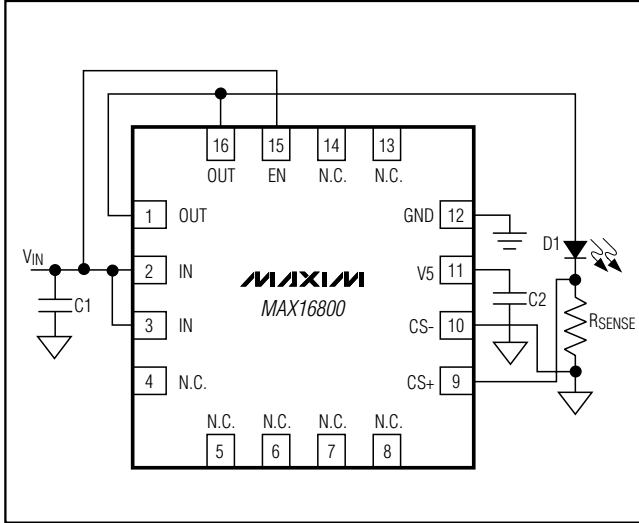 16 15 14 13
OUT EN N.C. N.C.
1 OUT GND 12
D1
VIN
2 IN V5 11
MAXIM
MAX16800
C1 C2
3 IN CS- 10
RSENSE
4 N.C. CS+ 9
N.C. N.C. N.C. N.C.
5 6 7 8